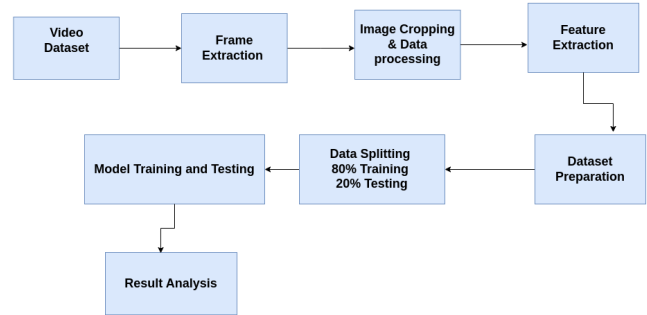 Video
Dataset
Frame
Extraction
Image Cropping
& Data
processing
Feature
Extraction
Dataset
Preparation
Data Splitting
80% Training
20% Testing
Model Training and Testing
Result Analysis